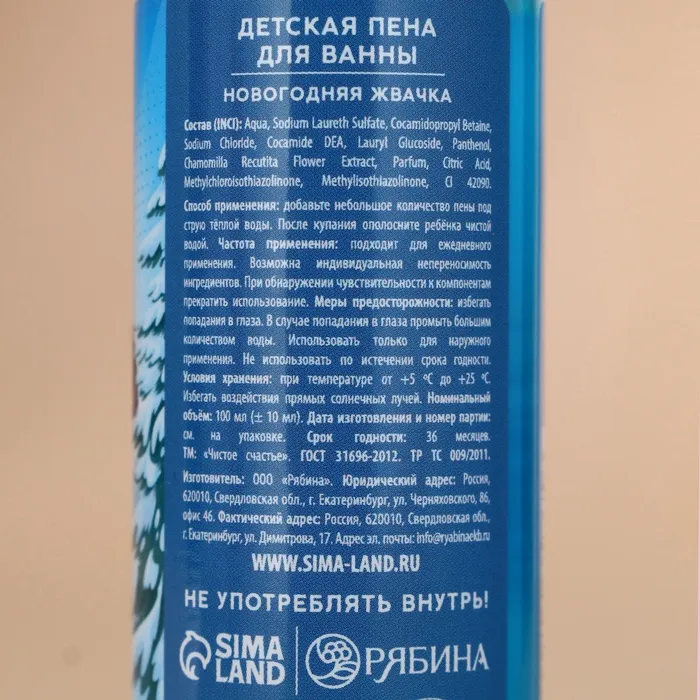 ДЕТСКАЯ ПЕНА
ДЛЯ ВАННЫ
НОВОГОДНЯЯ ЖВАЧКА
Состав (INCI): Aqua, Sodium Laureth Sulfate, Cocamidopropyl Betaine,
Sodium Chloride, Cocamide DEA, Lauryl Glucoside, Panthenol,
Chamomilla Recutita Flower Extract, Parfum, Citric Acid,
Methylchloroisothiazolinone, Methylisothiazolinone, CI 42090.
Способ применения: добавьте небольшое количество пены под
струю тёплой воды. После купания ополосните ребёнка чистой
водой. Частота применения: подходит для ежедневного
применения. Возможна индивидуальная непереносимость
ингредиентов. При обнаружении чувствительности к компонентам
прекратить использование. Меры предосторожности: избегать
попадания в глаза. В случае попадания в глаза промыть большим
количеством воды. Использовать только для наружного
применения. Не использовать по истечении срока годности.
Условия хранения: при температуре от +5 °С до +25 °С.
Избегать воздействия прямых солнечных лучей. Номинальный
объём: 100 мл (± 10 мл). Дата изготовления и номер партии:
см. на упаковке. Срок годности: 36 месяцев.
ТМ: «Чистое счастье». ГОСТ 31696-2012. ТР ТС 009/2011.
Изготовитель: ООО «Рябина». Юридический адрес: Россия,
620010, Свердловская обл., г. Екатеринбург, ул. Черняховского, 86,
офис 46. Фактический адрес: Россия, 620010, Свердловская обл.,
г. Екатеринбург, ул. Димитрова, 17. Адрес эл. почты: info@ryabinaekb.ru
WWW.SIMA-LAND.RU
НЕ УПОТРЕБЛЯТЬ ВНУТРЬ!
SIMA
LAND
РЯБИНА